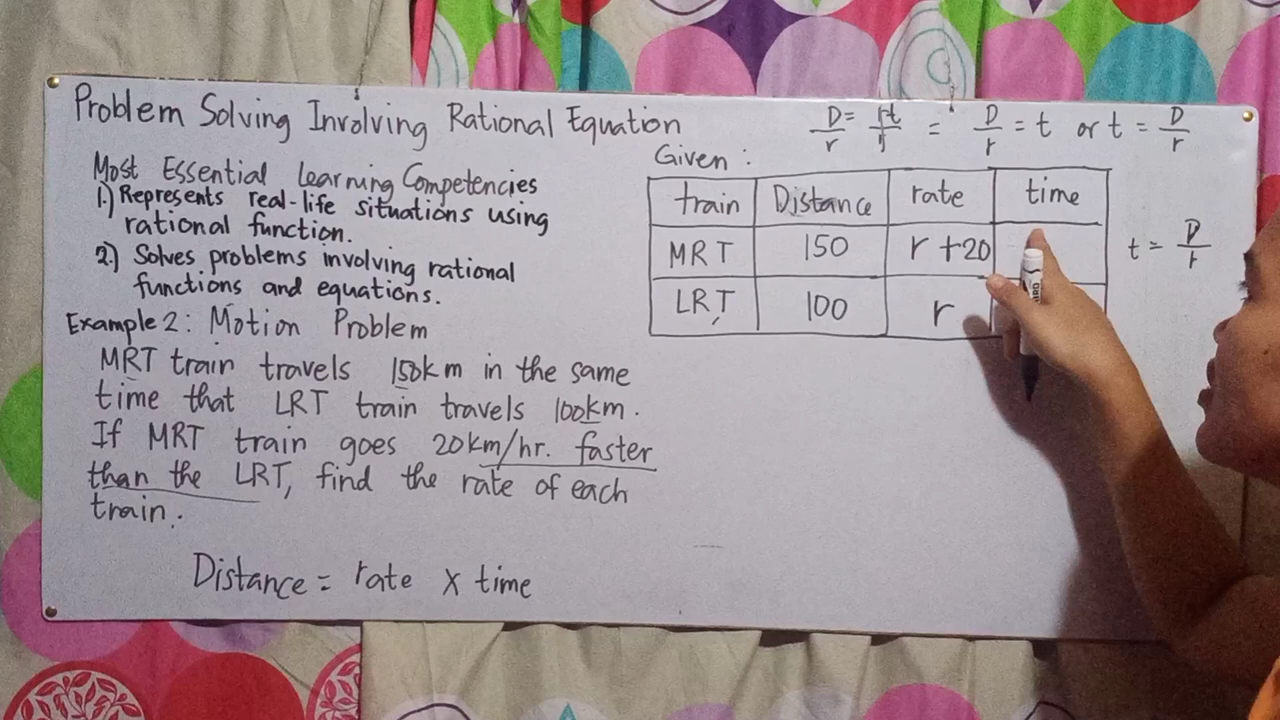 Problem Solving Involving Rational Equation
Most Essential Learning Competencies
1.) Represents real-life situations using
rational function.
2.) Solves problems involving rational
functions and equations.
Example 2: Motion Problem
MRT train travels 150km in the same
time that LRT train travels 100km.
If MRT train goes 20km/hr. faster
than the LRT, find the rate of each
train.
Distance = rate x time
D/r = rt/r = D/r = t or t = D/r
Given:
train Distance rate time
MRT 150 r+20
LRT 100 r
t = D/r